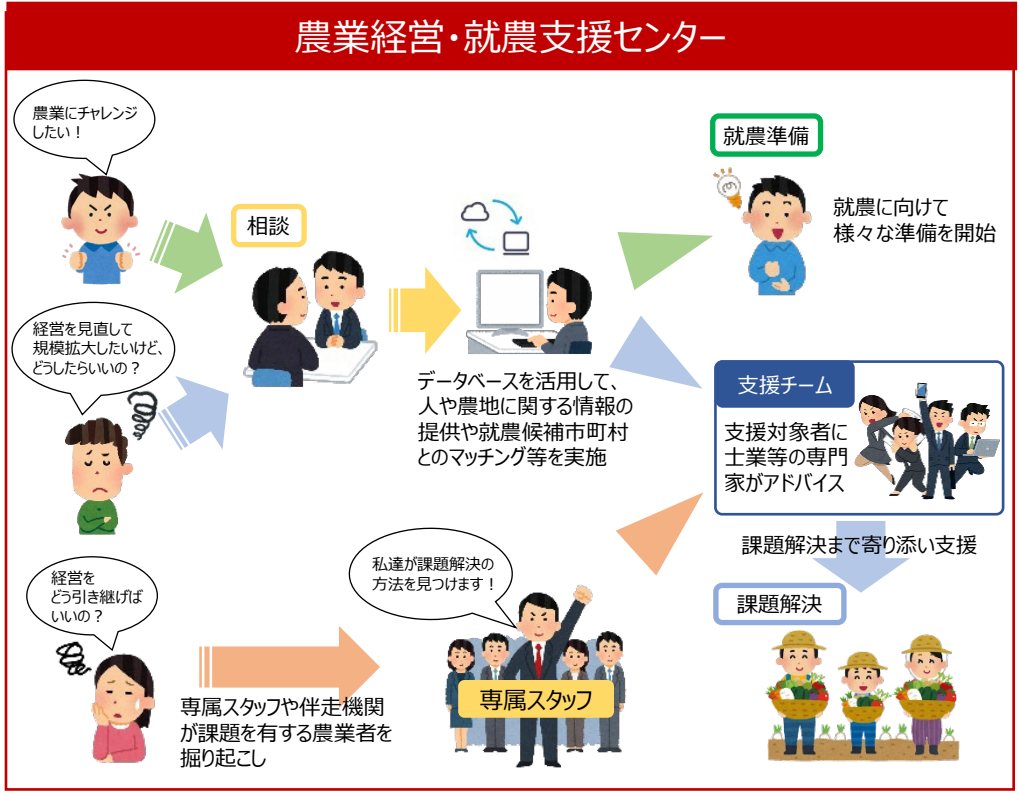 農業経営・就農支援センター
農業にチャレンジ
したい！
相談
経営を見直して
規模拡大したいけど、
どうしたらいいの？
データベースを活用して、
人や農地に関する情報の
提供や就農候補市町村
とのマッチング等を実施
就農準備
就農に向けて
様々な準備を開始
支援チーム
支援対象者に
士業等の専門
家がアドバイス
課題解決まで寄り添い支援
課題解決
経営を
どう引き継げば
いいの？
専属スタッフや伴走機関
が課題を有する農業者を
掘り起こし
私達が課題解決の
方法を見つけます！
専属スタッフ